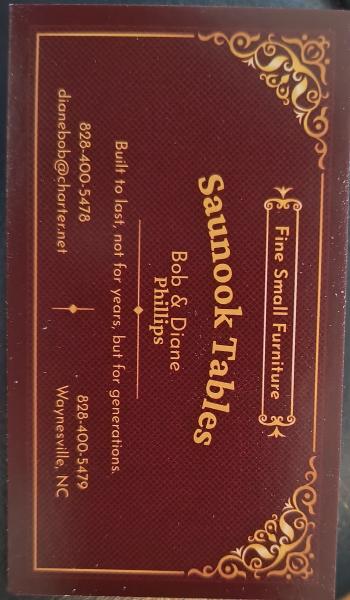 Fine Small Furniture
Saunook Tables
Bob & Diane
Phillips
Built to last, not for years, but for generations.
828-400-5478
dianebob@charter.net
828-400-5479
Waynesville, NC